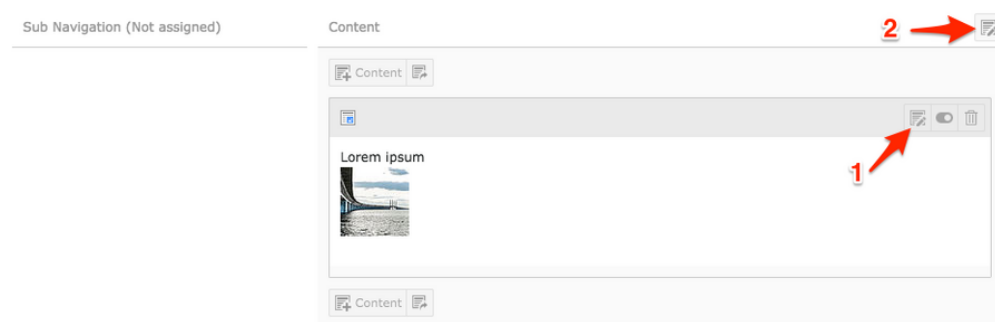 Sub Navigation (Not assigned)
Content
2
Content
1
Lorem ipsum
Content